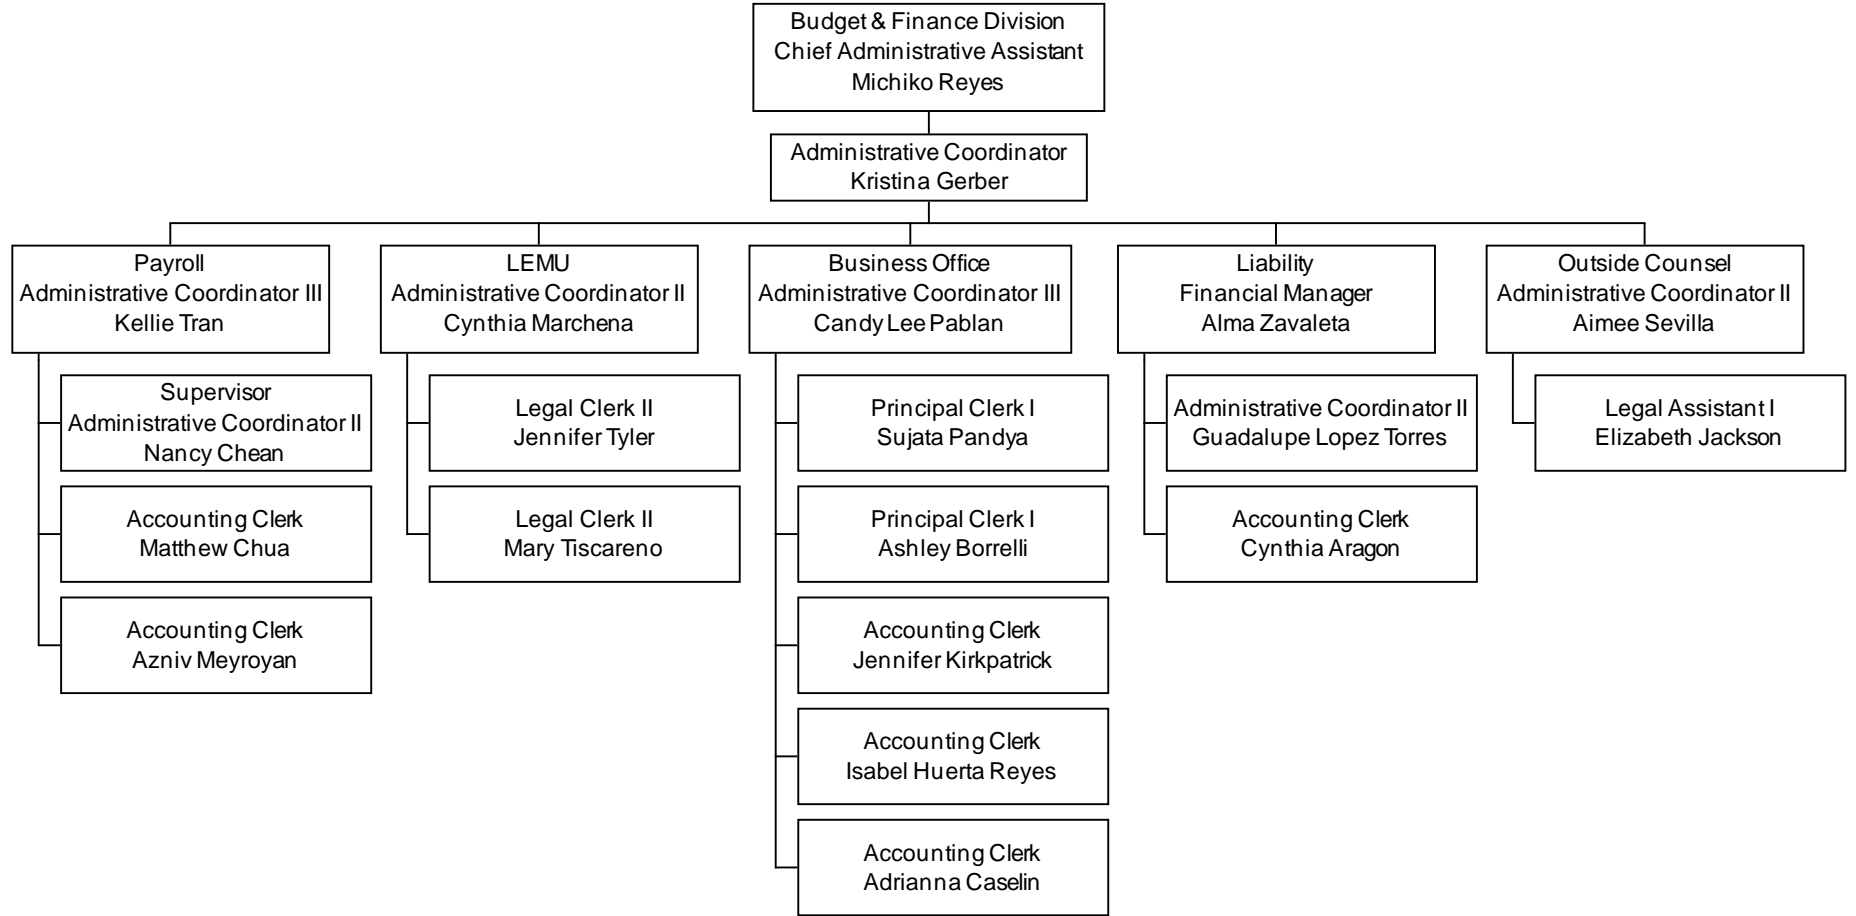 Budget & Finance Division
Chief Administrative Assistant
Michiko Reyes
Administrative Coordinator
Kristina Gerber
Payroll
Administrative Coordinator III
Kellie Tran
LEMU
Administrative Coordinator II
Cynthia Marchena
Business Office
Administrative Coordinator III
Candy Lee Pablan
Liability
Financial Manager
Alma Zavaleta
Outside Counsel
Administrative Coordinator II
Aimee Sevilla
Supervisor
Administrative Coordinator II
Nancy Chean
Accounting Clerk
Matthew Chua
Accounting Clerk
Azniv Meyroyan
Legal Clerk II
Jennifer Tyler
Legal Clerk II
Mary Tiscareno
Principal Clerk I
Sujata Pandya
Principal Clerk I
Ashley Borrelli
Accounting Clerk
Jennifer Kirkpatrick
Accounting Clerk
Isabel Huerta Reyes
Accounting Clerk
Adrianna Caselin
Administrative Coordinator II
Guadalupe Lopez Torres
Accounting Clerk
Cynthia Aragon
Legal Assistant I
Elizabeth Jackson